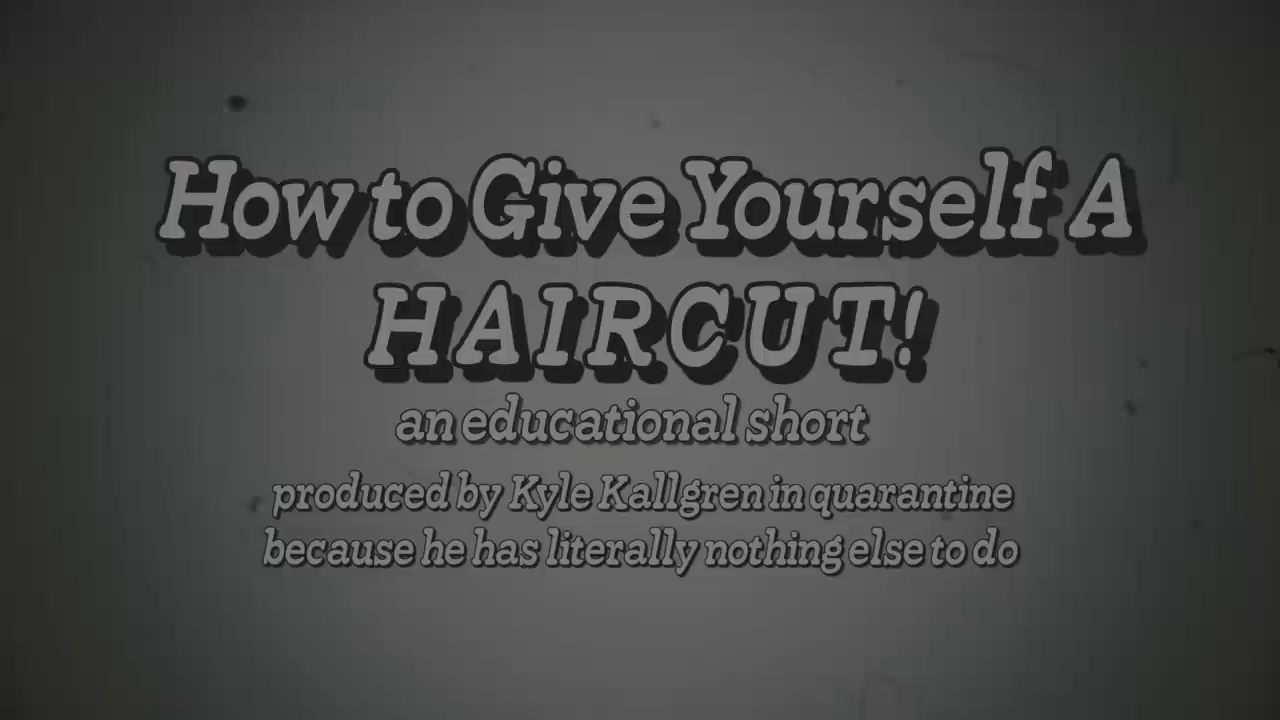 How to Give Yourself A
HAIRCUT!
an educational short
produced by Kyle Kallgren in quarantine
because he has literally nothing else to do